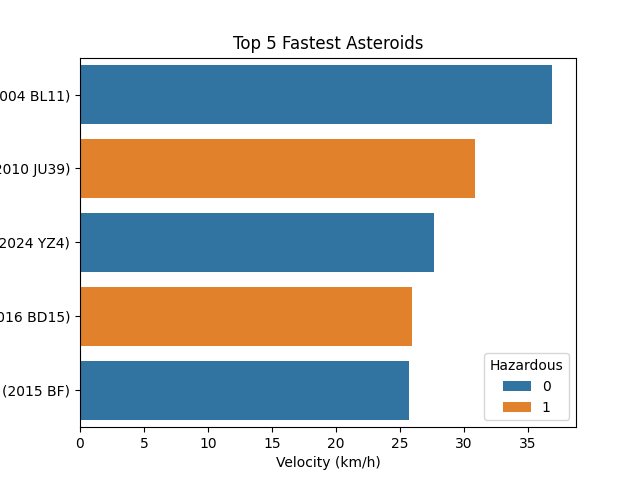 Top 5 Fastest Asteroids
004 BL11)
2010 JU39)
2024 YZ4)
016 BD15)
(2015 BF)
Hazardous
0
1
0 5 10 15 20 25 30 35
Velocity (km/h)